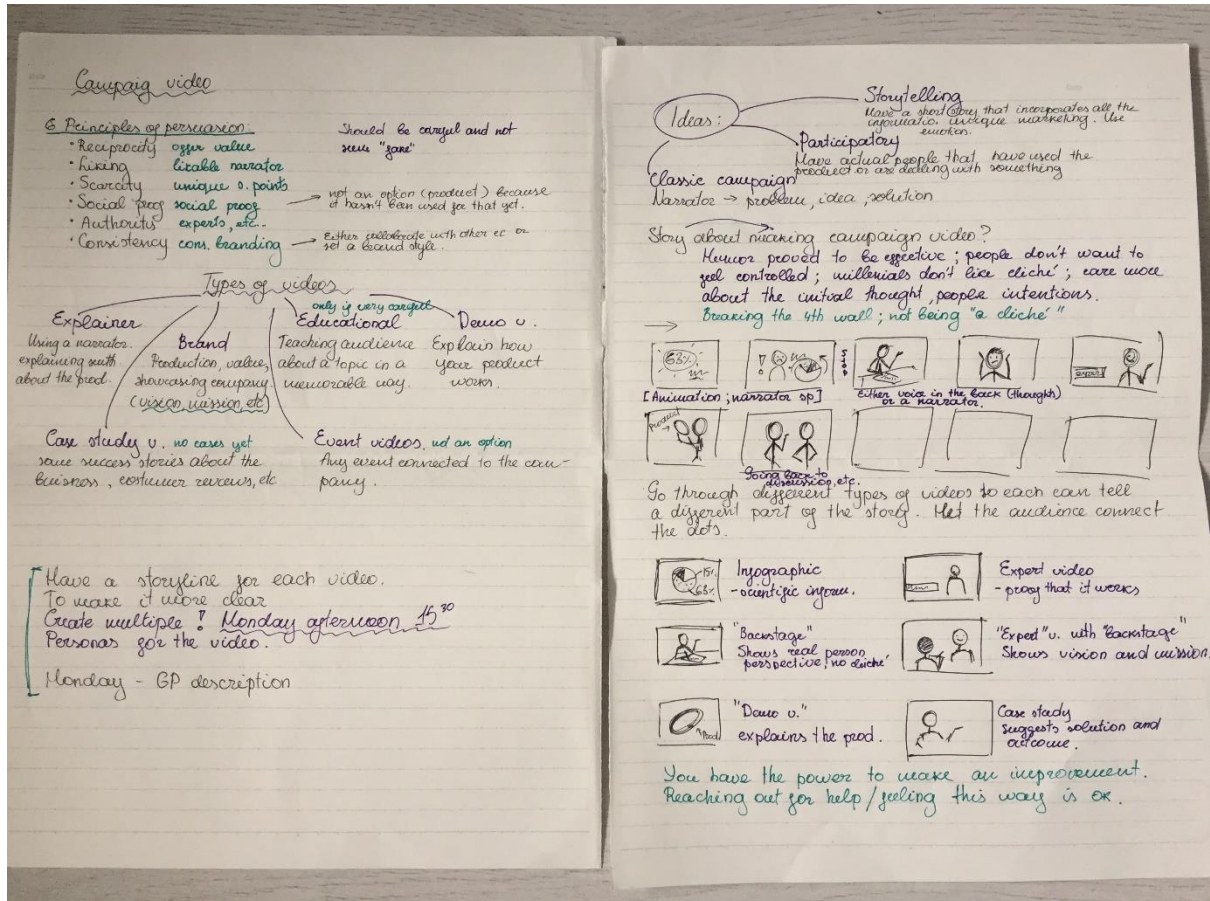 Campaig video
6 Principles of persuasion:
Should be careful and not
seem "fake"
• Reciprocity offer value
• Liking likable narrator
• Scarcity unique s. points
• Social proof social proof
→ not an option (product) because
it hasn't been used for that yet.
• Authority experts, etc..
• Consistency cons. branding
→ Either collaborate with other cc or
set a brand style.
Types of videos
only if very careful
Explainer
Using a narrator.
explaining
about the prod.
Brand
Production, value,
showcasing company
(vision, mission, etc)
Educational
Teaching audience
about a topic in a
memorable way.
Demo v.
Explain how
your product
works.
Case study v. no cases yet
some success stories about the
buisness, costumer reviews, etc
Event videos, not an option
Any event connected to the com-
pany.
Have a storyline for each video.
To make it more clear
Create multiple! Monday afternoon 15 30
Personas for the video.
Monday - GP description
Ideas:
Storytelling
Have a short story that incorporates all the
informatio. unique marketing. Use
emotion.
Participatory
Have actual people that have used the
product or are dealing with something
Classic campaign
Narrator → problem, idea, solution
Story about making campaign video?
Humor proved to be effective; people don't want to
feel controlled; millenials don't like cliché; care more
about the initual thought, people intentions.
Breaking the 4th wall; not being "a cliché"
→
63%
STOP
[Animation; narrator sp]
Either voice in the back (thoughts)
or a narrator.
Product
Going back to
discussion, etc.
Go through different types of videos so each can tell
a different part of the story. Let the audience connect
the dots.
15%
63%
Infographic
- scientific inform.
Expert video
- proof that it works
"Backstage"
Shows real person
perspective; no cliché
"Expert" v. with "backstage"
Shows vision and mission.
Prod
"Demo v."
explains the prod.
Case study
suggests solution and
outcome.
You have the power to make an improvement.
Reaching out for help/feeling this way is OK.